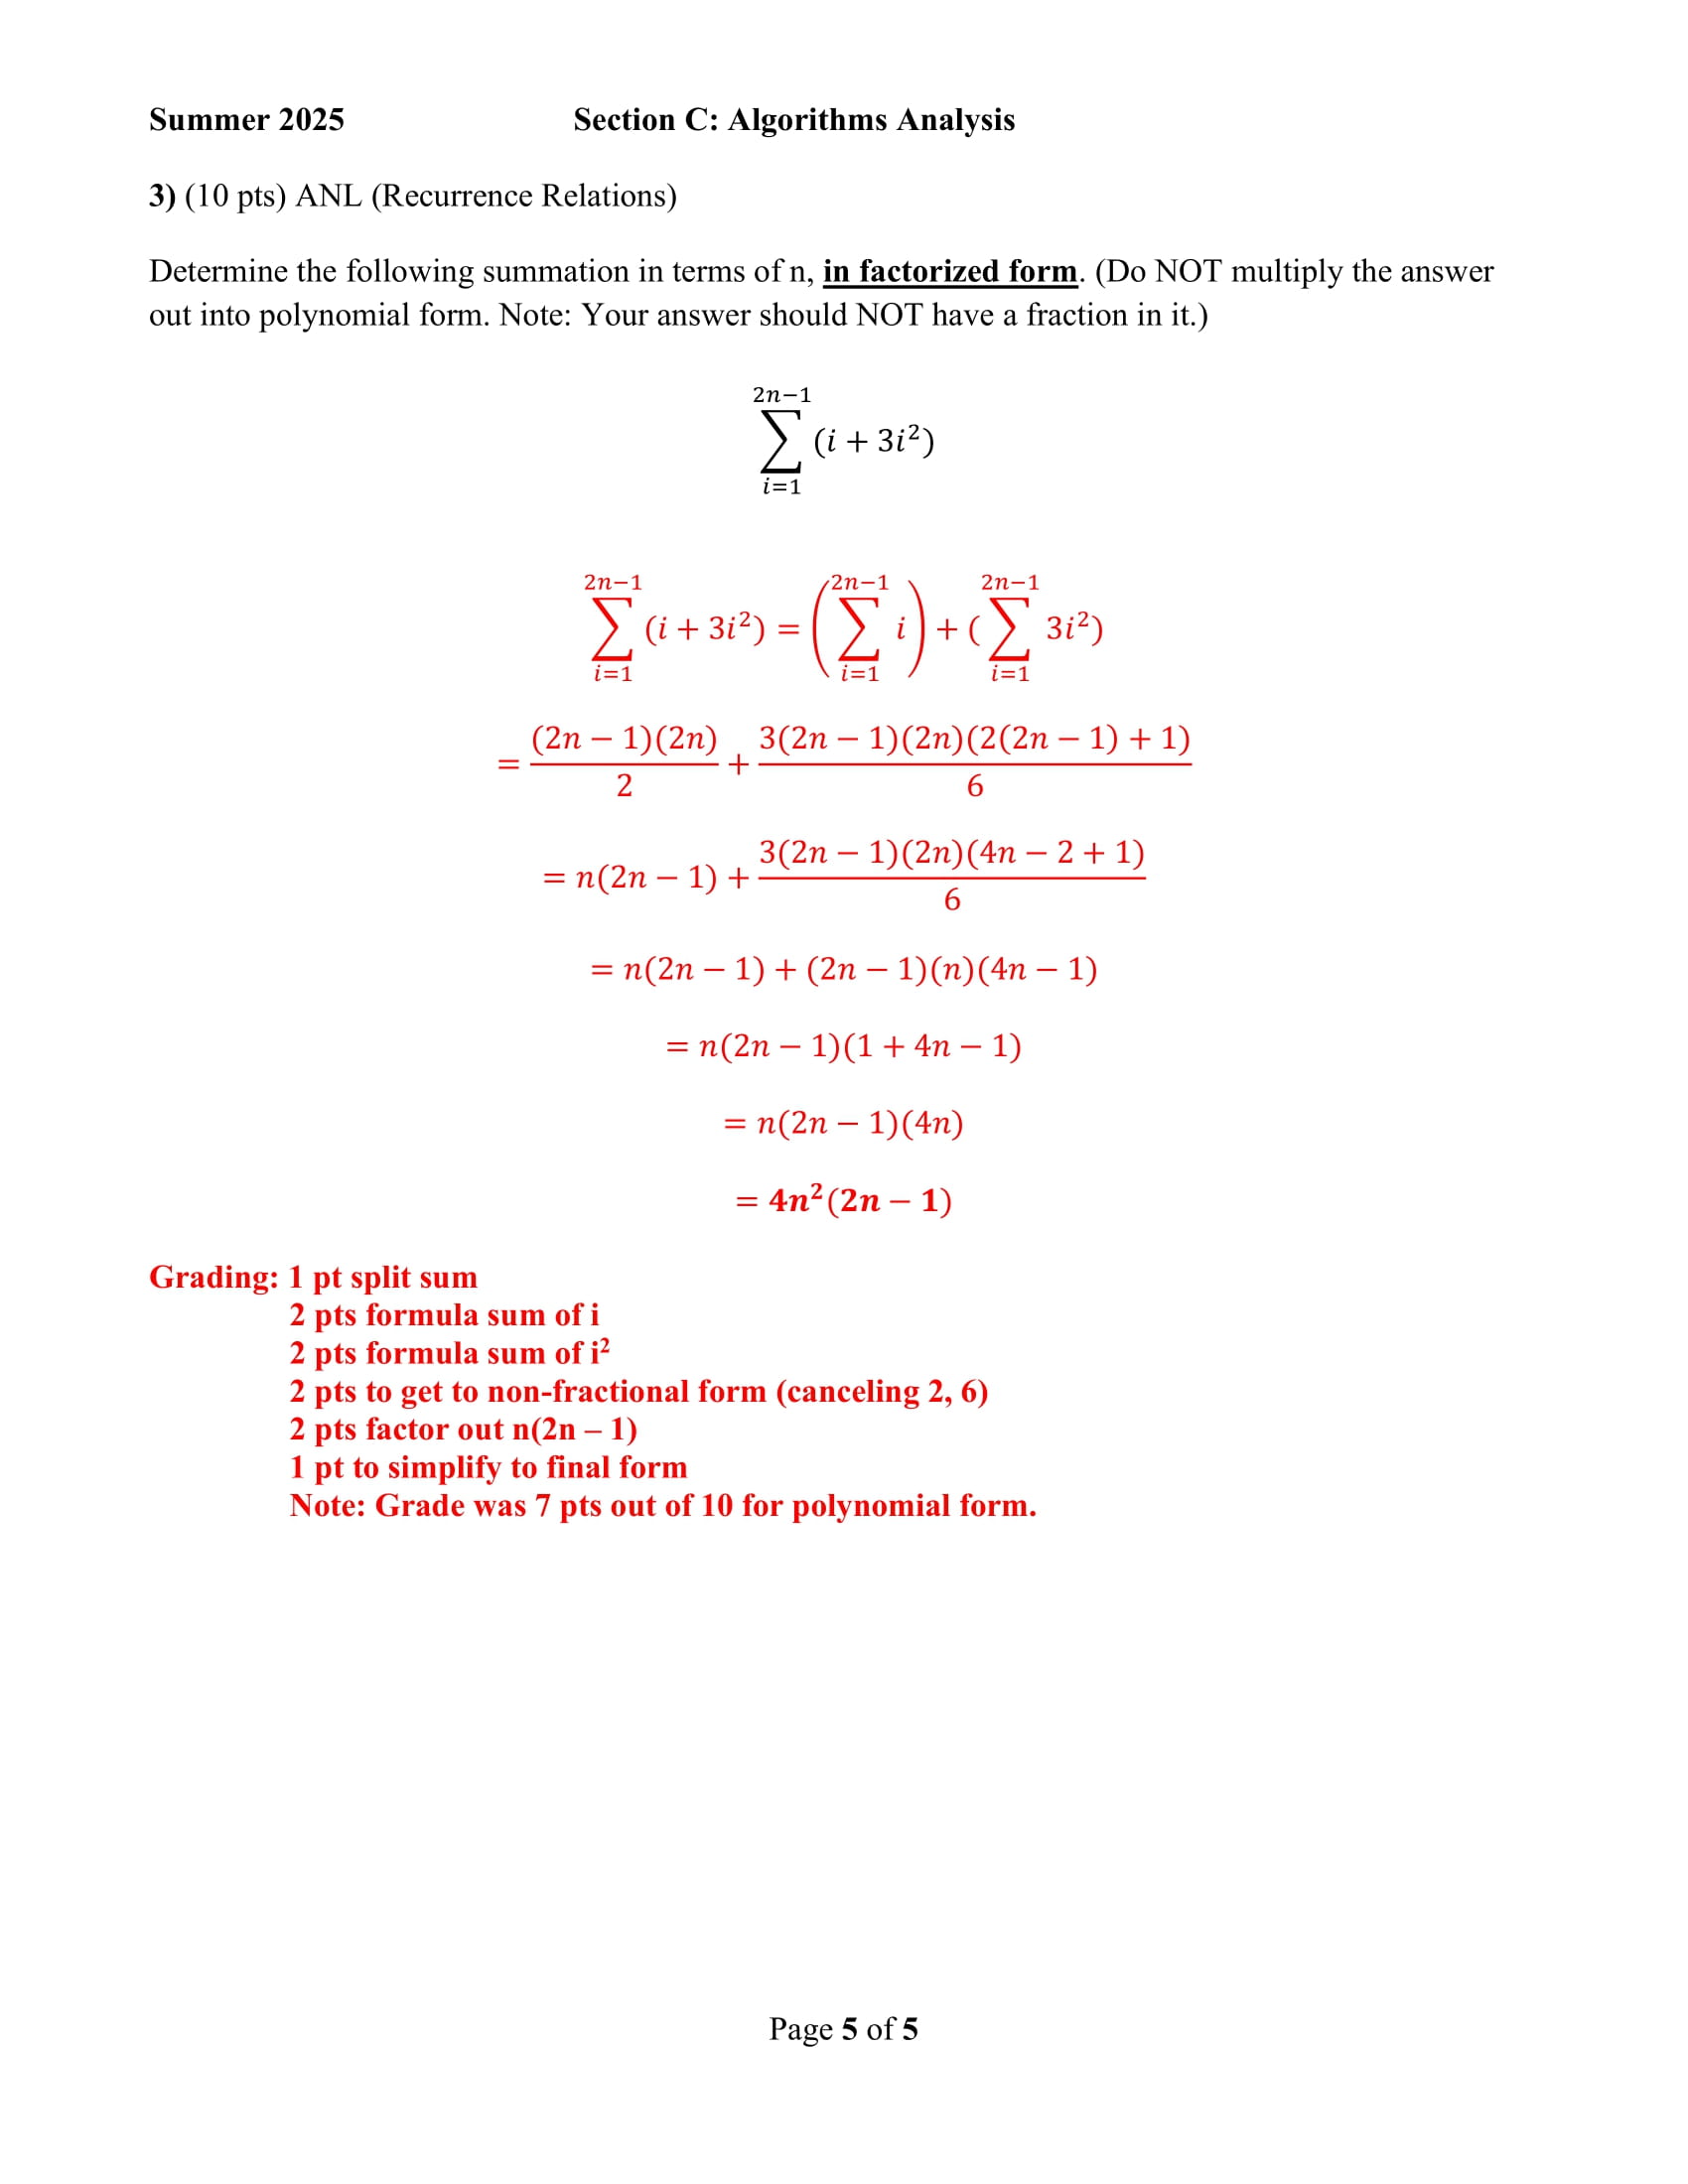 Summer 2025 Section C: Algorithms Analysis
3) (10 pts) ANL (Recurrence Relations)
Determine the following summation in terms of n, in factorized form. (Do NOT multiply the answer
out into polynomial form. Note: Your answer should NOT have a fraction in it.)
\sum_{i=1}^{2n-1} (i + 3i^2)
\sum_{i=1}^{2n-1} (i + 3i^2) = \left( \sum_{i=1}^{2n-1} i \right) + ( \sum_{i=1}^{2n-1} 3i^2 )
= \frac{(2n - 1)(2n)}{2} + \frac{3(2n - 1)(2n)(2(2n - 1) + 1)}{6}
= n(2n - 1) + \frac{3(2n - 1)(2n)(4n - 2 + 1)}{6}
= n(2n − 1) + (2n − 1)(n)(4n − 1)
= n(2n − 1)(1 + 4n − 1)
= n(2n − 1)(4n)
= 4n²(2n − 1)
Grading: 1 pt split sum
2 pts formula sum of i
2 pts formula sum of i²
2 pts to get to non-fractional form (canceling 2, 6)
2 pts factor out n(2n – 1)
1 pt to simplify to final form
Note: Grade was 7 pts out of 10 for polynomial form.
Page 5 of 5